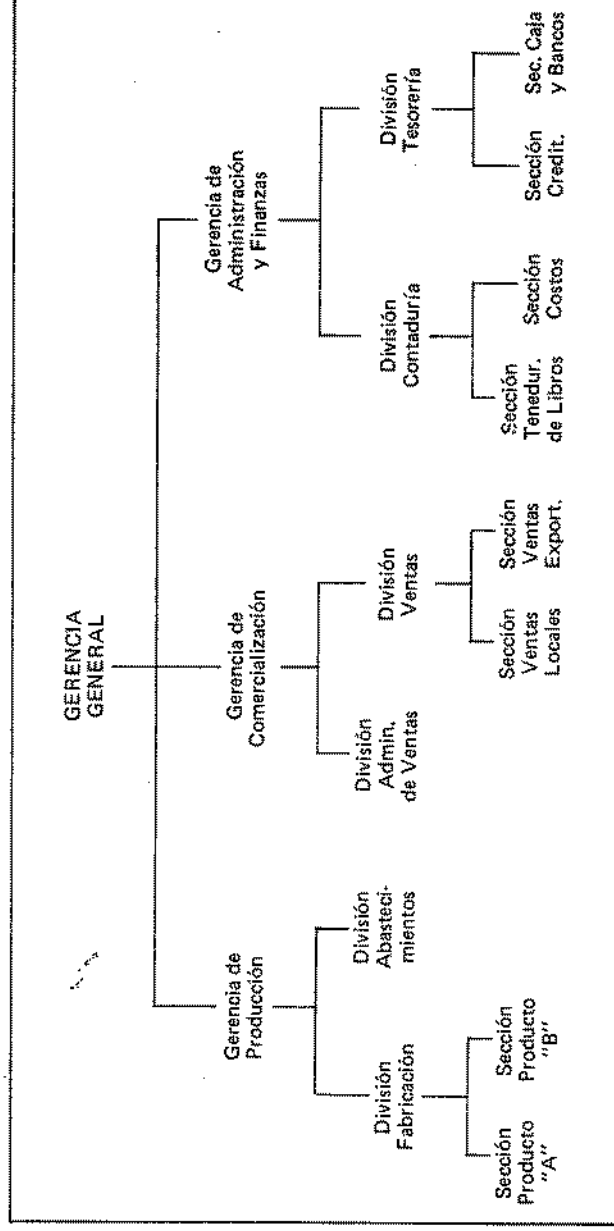 GERENCIA
GENERAL
Gerencia de
Producción
Gerencia de
Comercialización
Gerencia de
Administración
y Finanzas
División
Fabricación
División
Abasteci-
mientos
División
Admin.
de Ventas
División
Ventas
División
Contaduría
División
Tesorería
Sección
Producto
"A"
Sección
Producto
"B"
Sección
Ventas
Locales
Sección
Ventas
Export.
Sección
Tenedur.
de Libros
Sección
Costos
Sección
Credit.
Sec. Caja
y Bancos